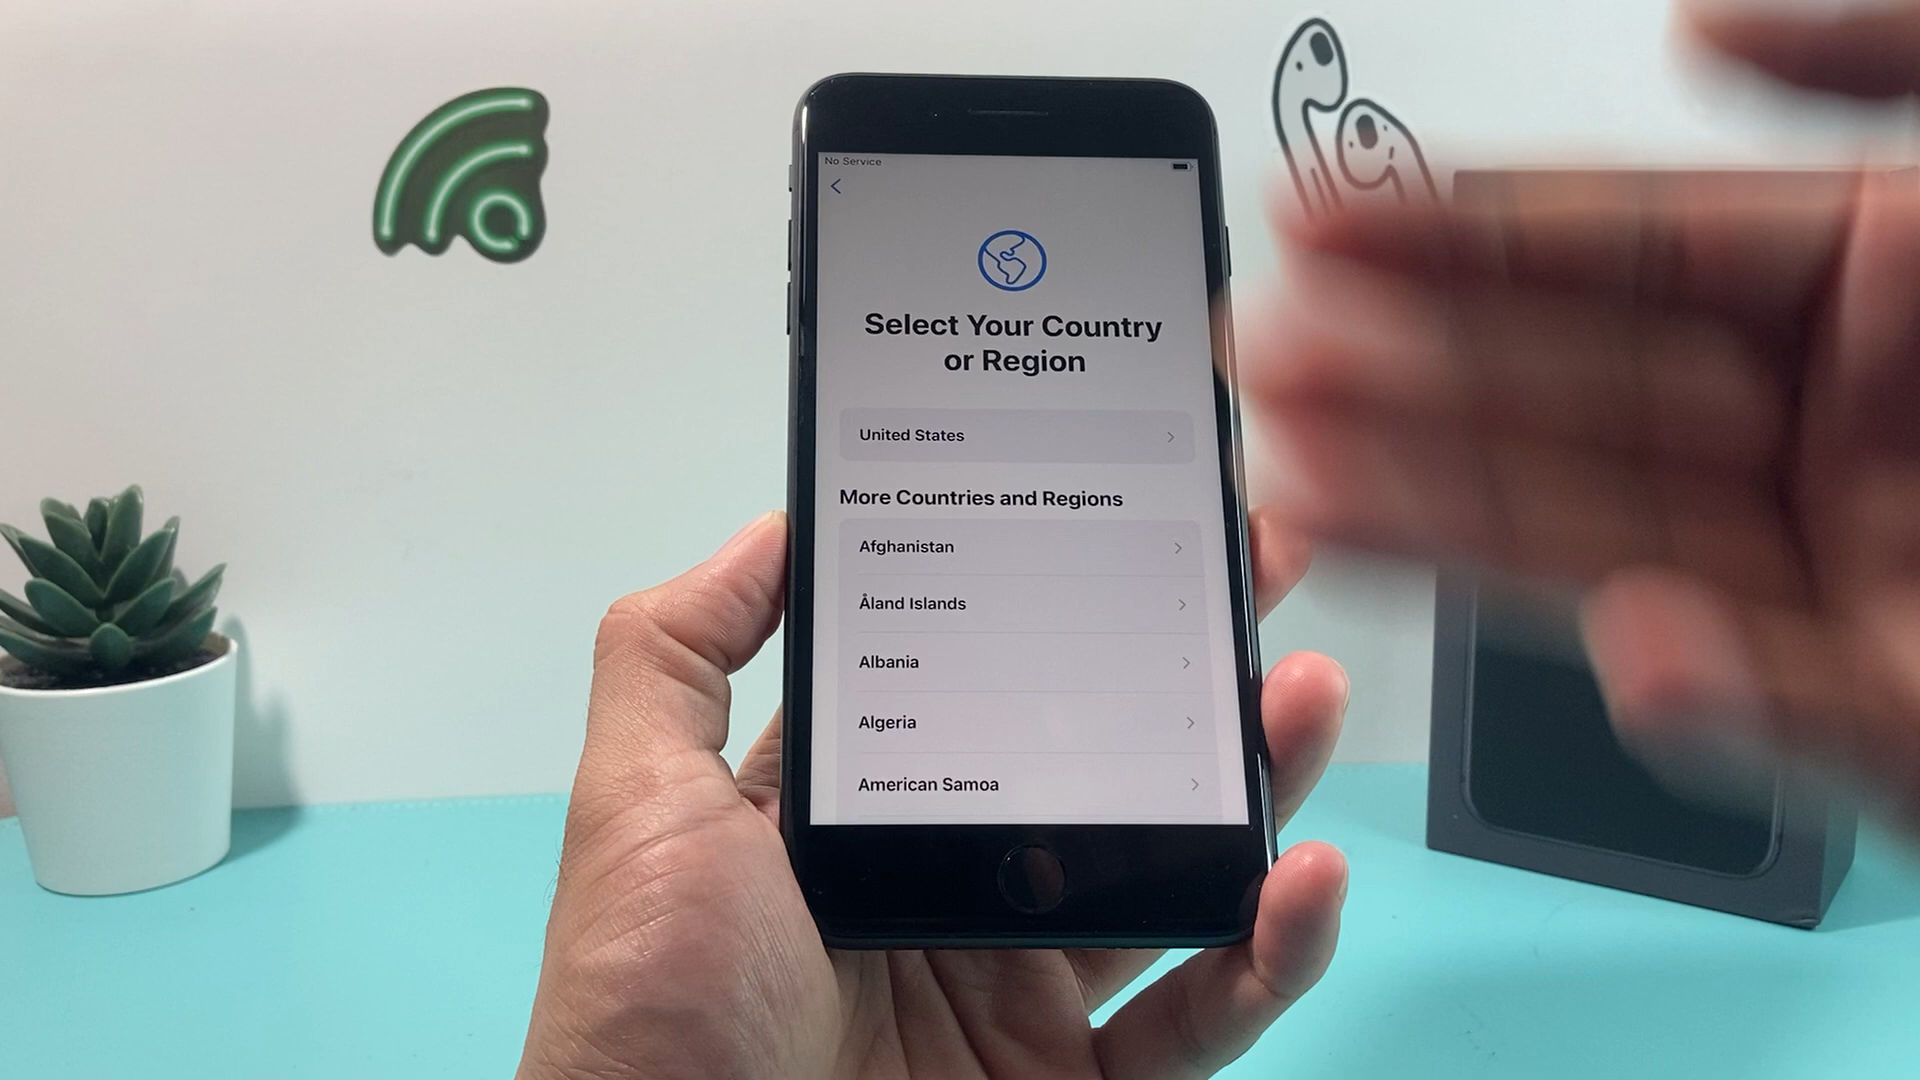 No Service
Select Your Country
or Region
United States
More Countries and Regions
Afghanistan
Åland Islands
Albania
Algeria
American Samoa